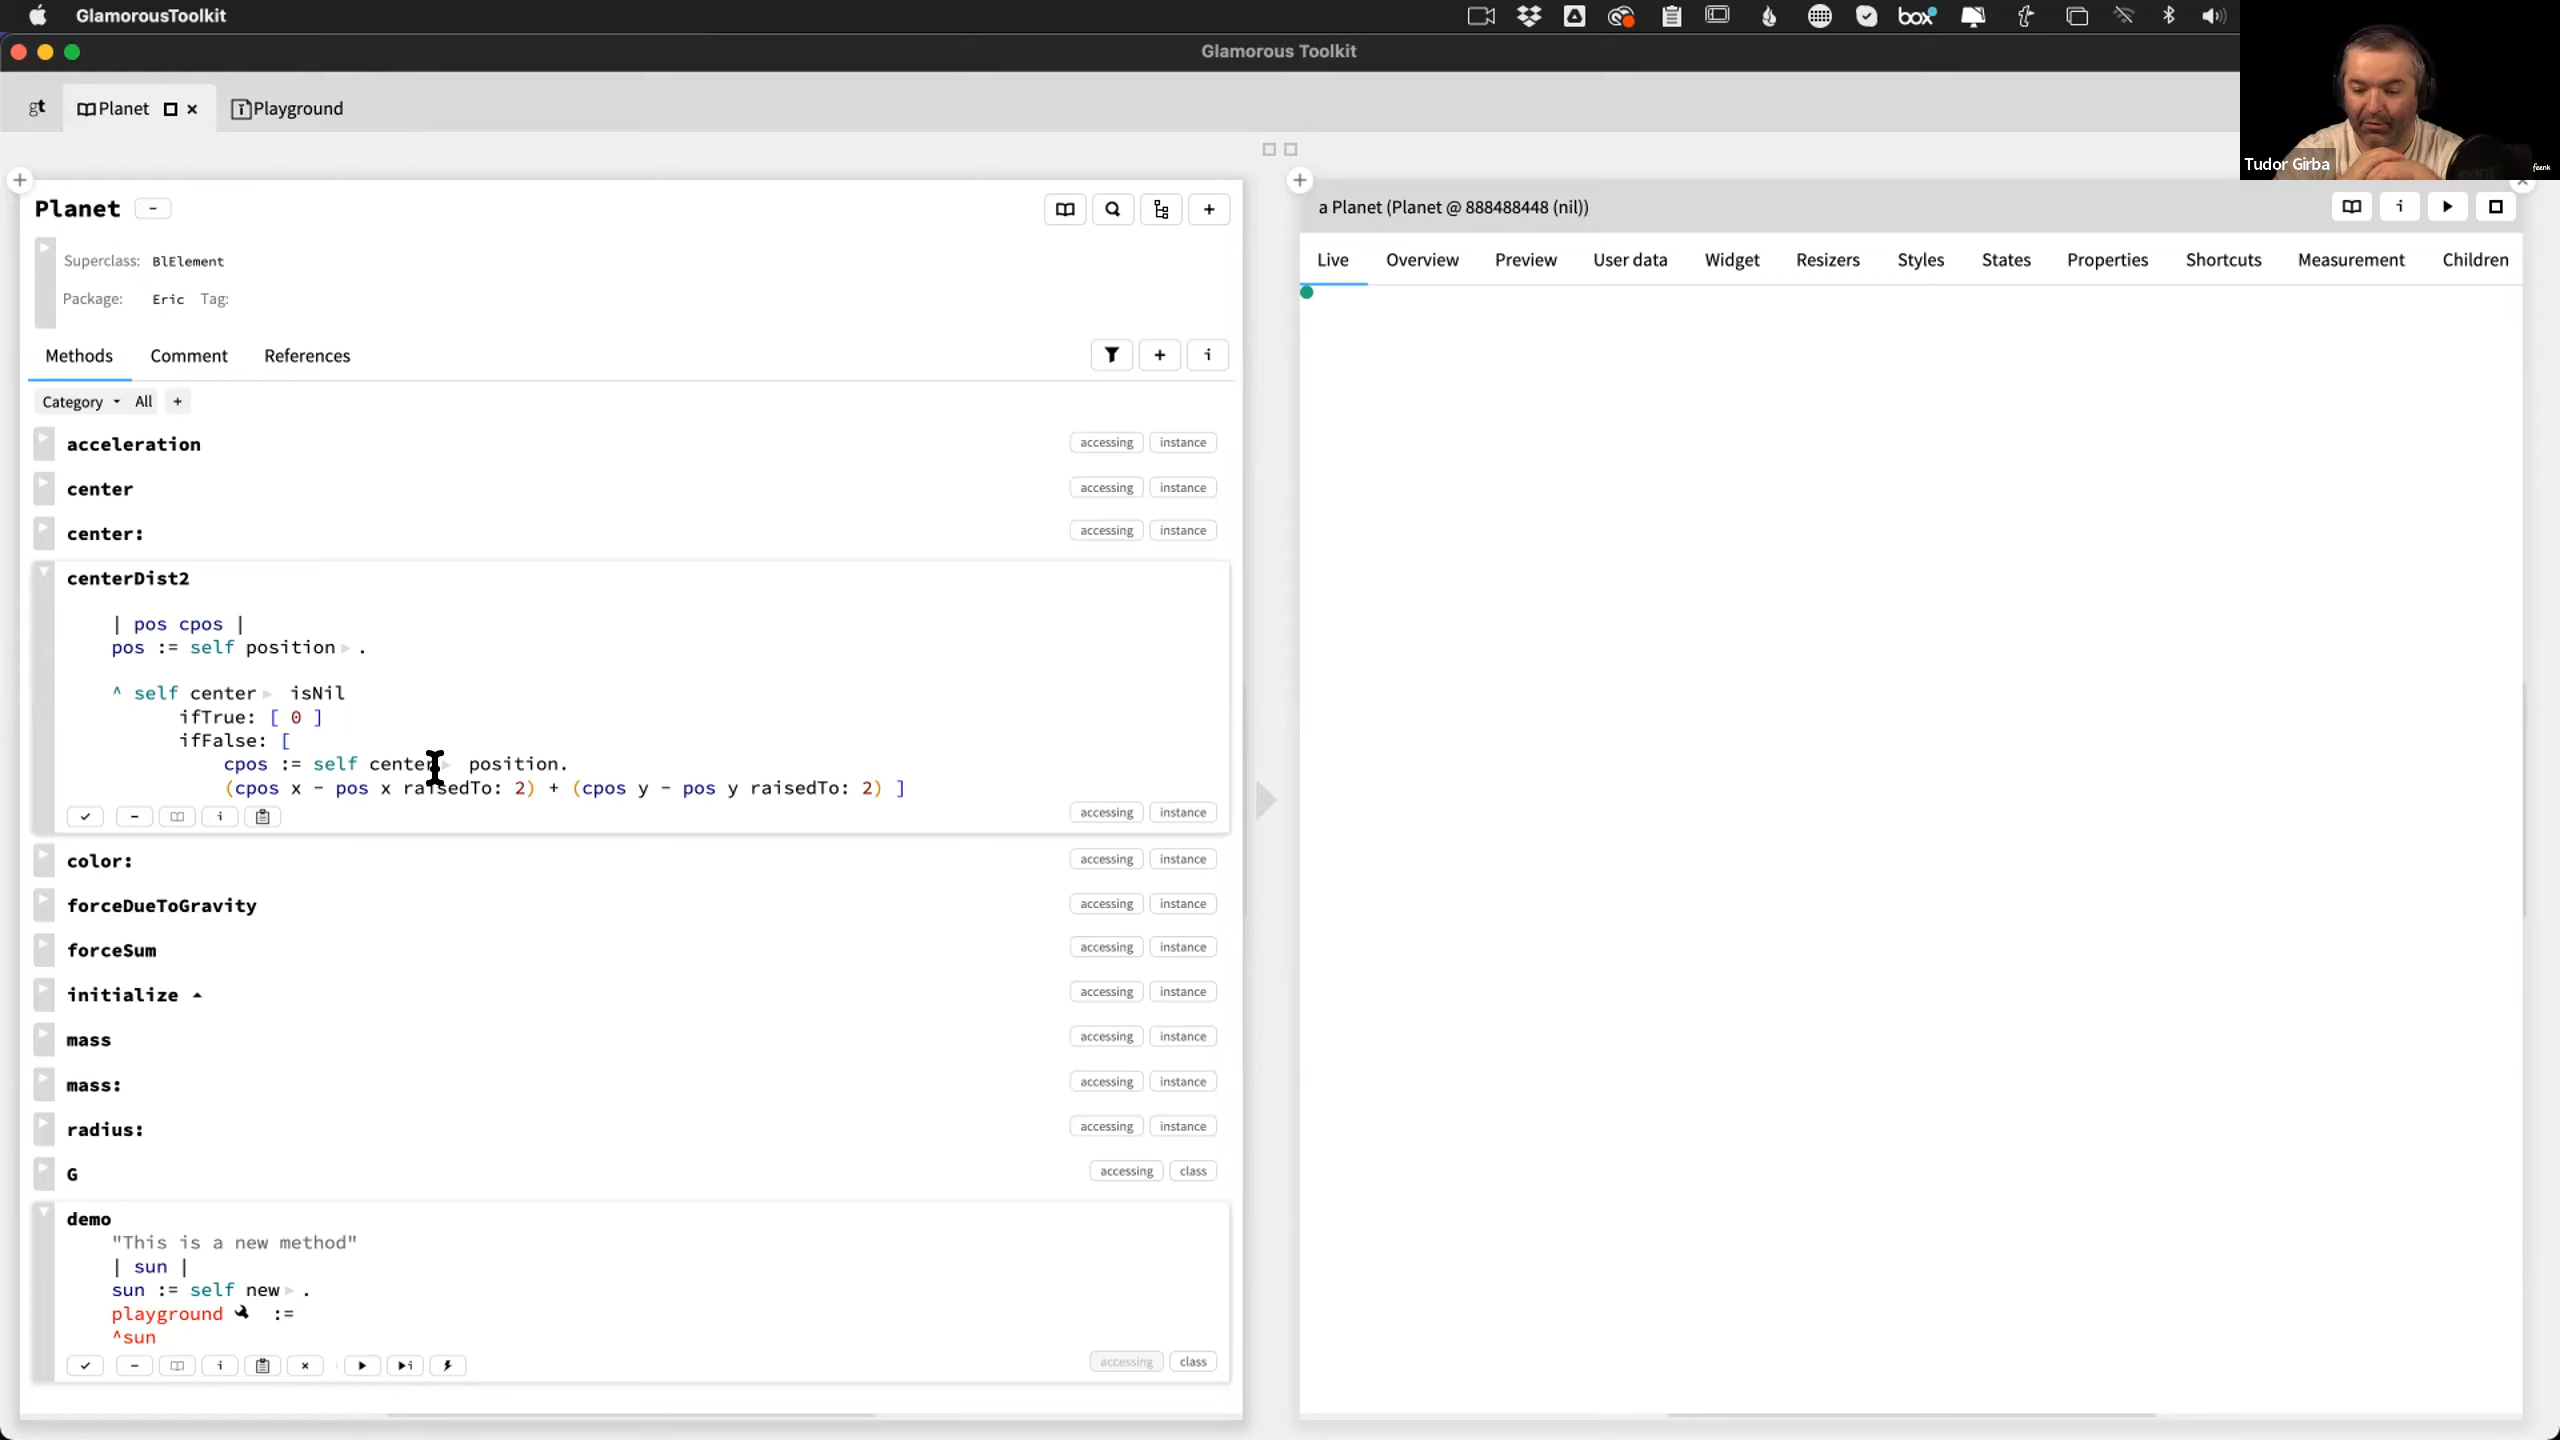 GlamorousToolkit
box
Glamorous Toolkit
gt
Planet
Playground
Tudor Girba
feenk
Planet
Superclass: BlElement
Package: Eric Tag:
Methods Comment References
Category All +
acceleration accessing instance
center accessing instance
center: accessing instance
centerDist2
| pos cpos |
pos := self position .
^ self center isNil
ifTrue: [ 0 ]
ifFalse: [
cpos := self center position.
(cpos x - pos x raisedTo: 2) + (cpos y - pos y raisedTo: 2) ]
accessing instance
color: accessing instance
forceDueToGravity accessing instance
forceSum accessing instance
initialize accessing instance
mass accessing instance
mass: accessing instance
radius: accessing instance
G accessing class
demo
"This is a new method"
| sun |
sun := self new .
playground :=
^sun
accessing class
a Planet (Planet @ 888488448 (nil))
Live Overview Preview User data Widget Resizers Styles States Properties Shortcuts Measurement Children